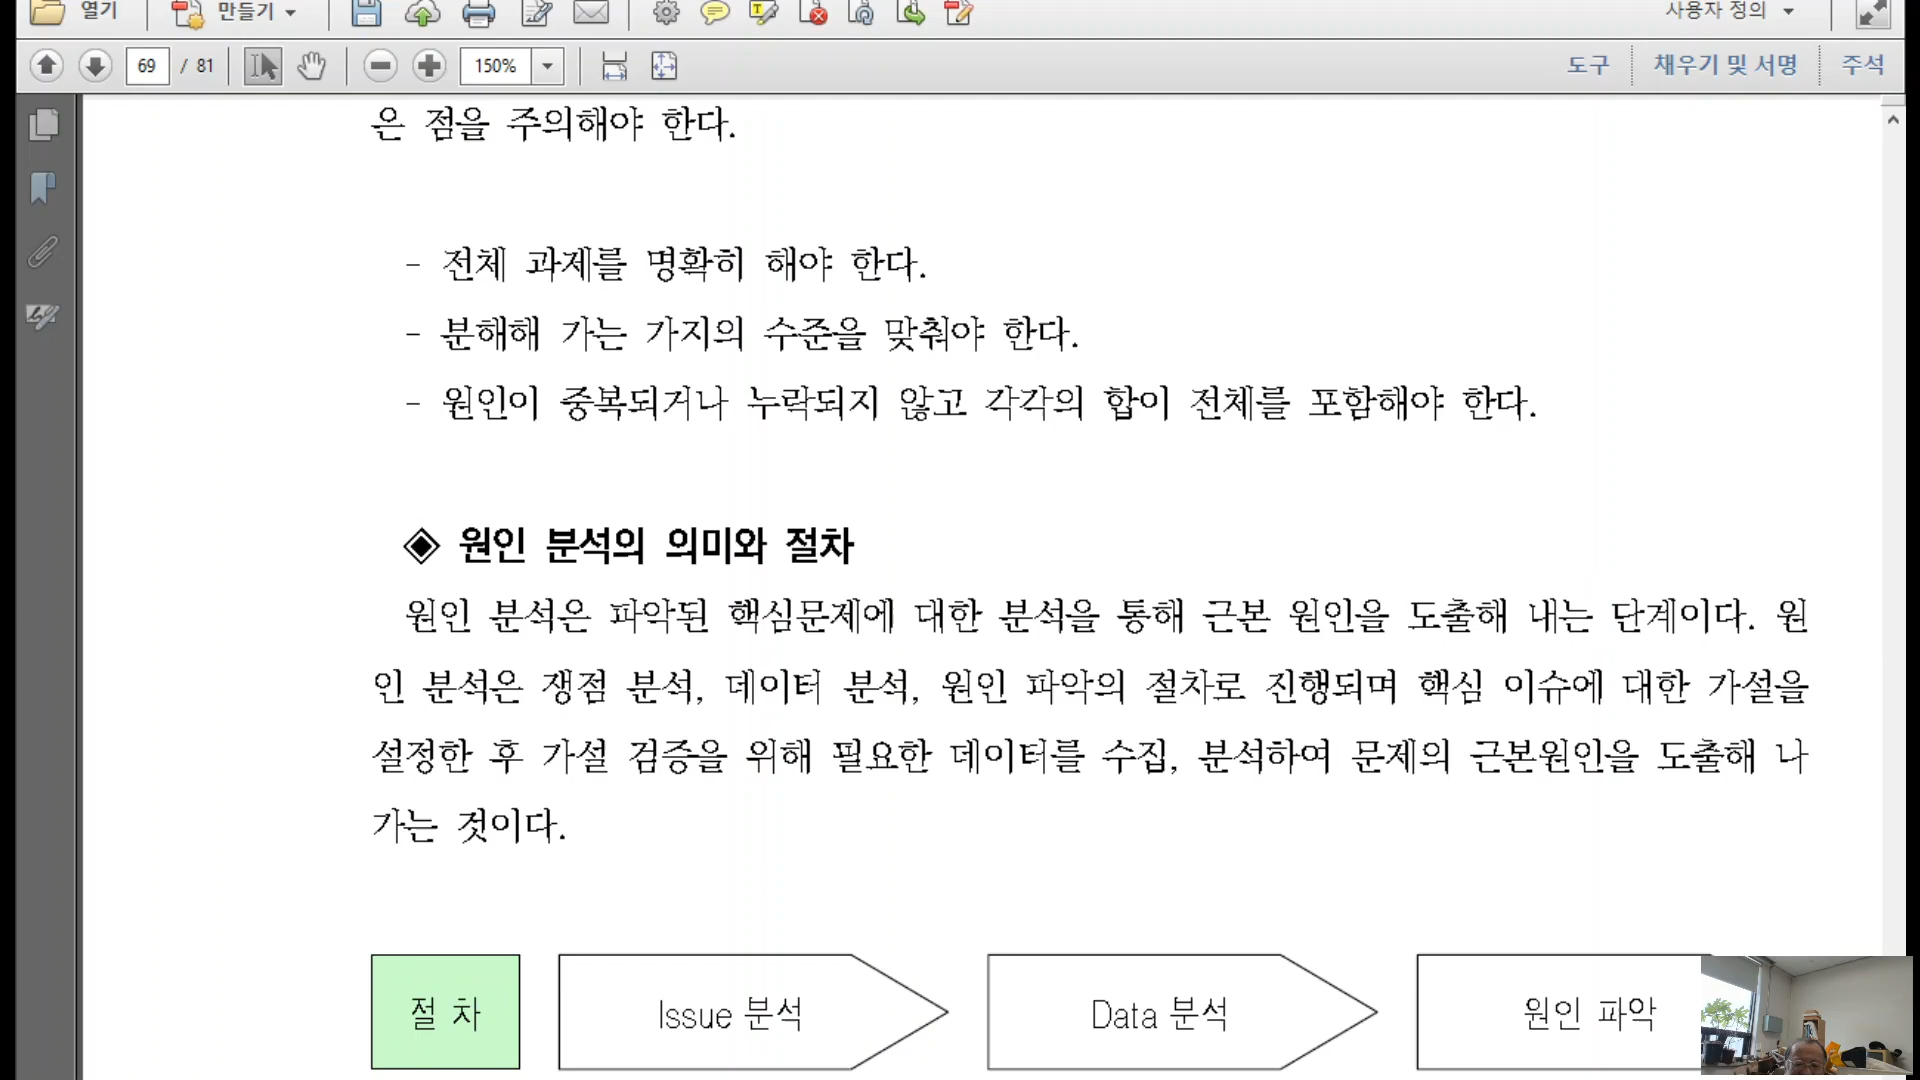 열기
만들기
사용자 정의
69 / 81
150%
도구
채우기 및 서명
주석
은 점을 주의해야 한다.
- 전체 과제를 명확히 해야 한다.
- 분해해 가는 가지의 수준을 맞춰야 한다.
- 원인이 중복되거나 누락되지 않고 각각의 합이 전체를 포함해야 한다.
◈ 원인 분석의 의미와 절차
원인 분석은 파악된 핵심문제에 대한 분석을 통해 근본 원인을 도출해 내는 단계이다. 원
인 분석은 쟁점 분석, 데이터 분석, 원인 파악의 절차로 진행되며 핵심 이슈에 대한 가설을
설정한 후 가설 검증을 위해 필요한 데이터를 수집, 분석하여 문제의 근본원인을 도출해 나
가는 것이다.
절 차
Issue 분석
Data 분석
원인 파악